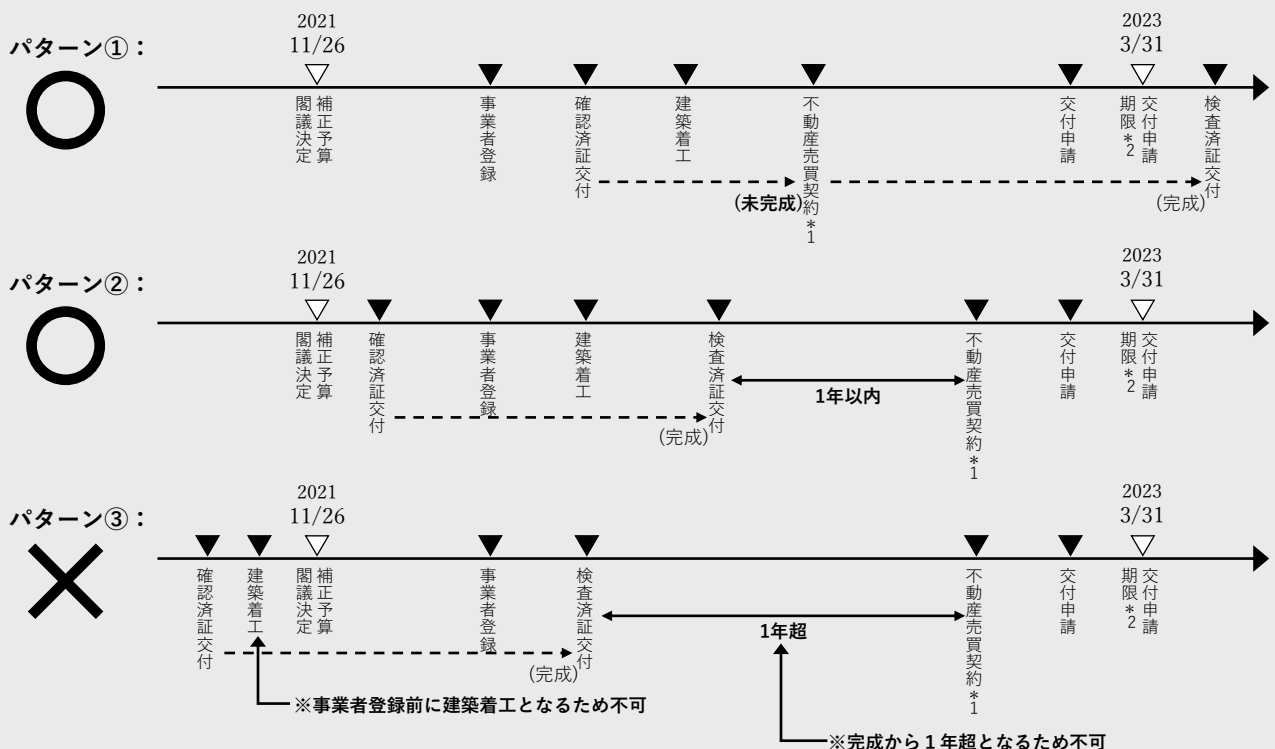 パターン①：
2021
11/26
2023
3/31
補正予算
閣議決定
事業者登録
確認済証交付
建築着工
不動産売買契約*1
交付申請
交付申請
期限*2
検査済証交付
(未完成)
(完成)
パターン②：
2021
11/26
2023
3/31
補正予算
閣議決定
確認済証交付
事業者登録
建築着工
検査済証交付
不動産売買契約*1
交付申請
交付申請
期限*2
1年以内
(完成)
パターン③：
2021
11/26
2023
3/31
確認済証交付
建築着工
補正予算
閣議決定
事業者登録
検査済証交付
不動産売買契約*1
交付申請
交付申請
期限*2
1年超
(完成)
※事業者登録前に建築着工となるため不可
※完成から１年超となるため不可